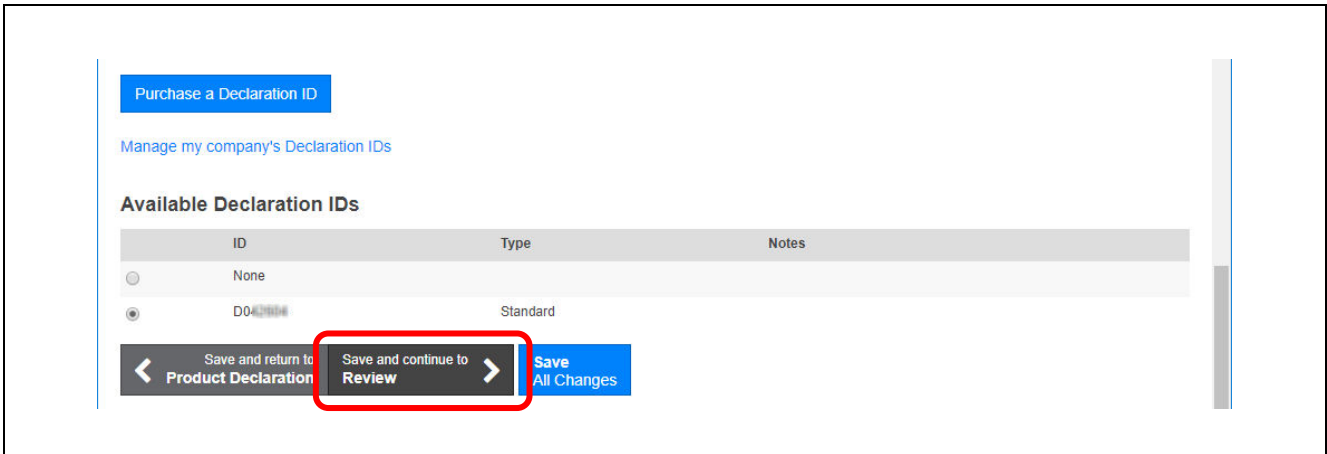 Purchase a Declaration ID
Manage my company's Declaration IDs
Available Declaration IDs
ID Type Notes
None
Standard
Save and return to
Product Declaration
Save and continue to
Review
Save
All Changes